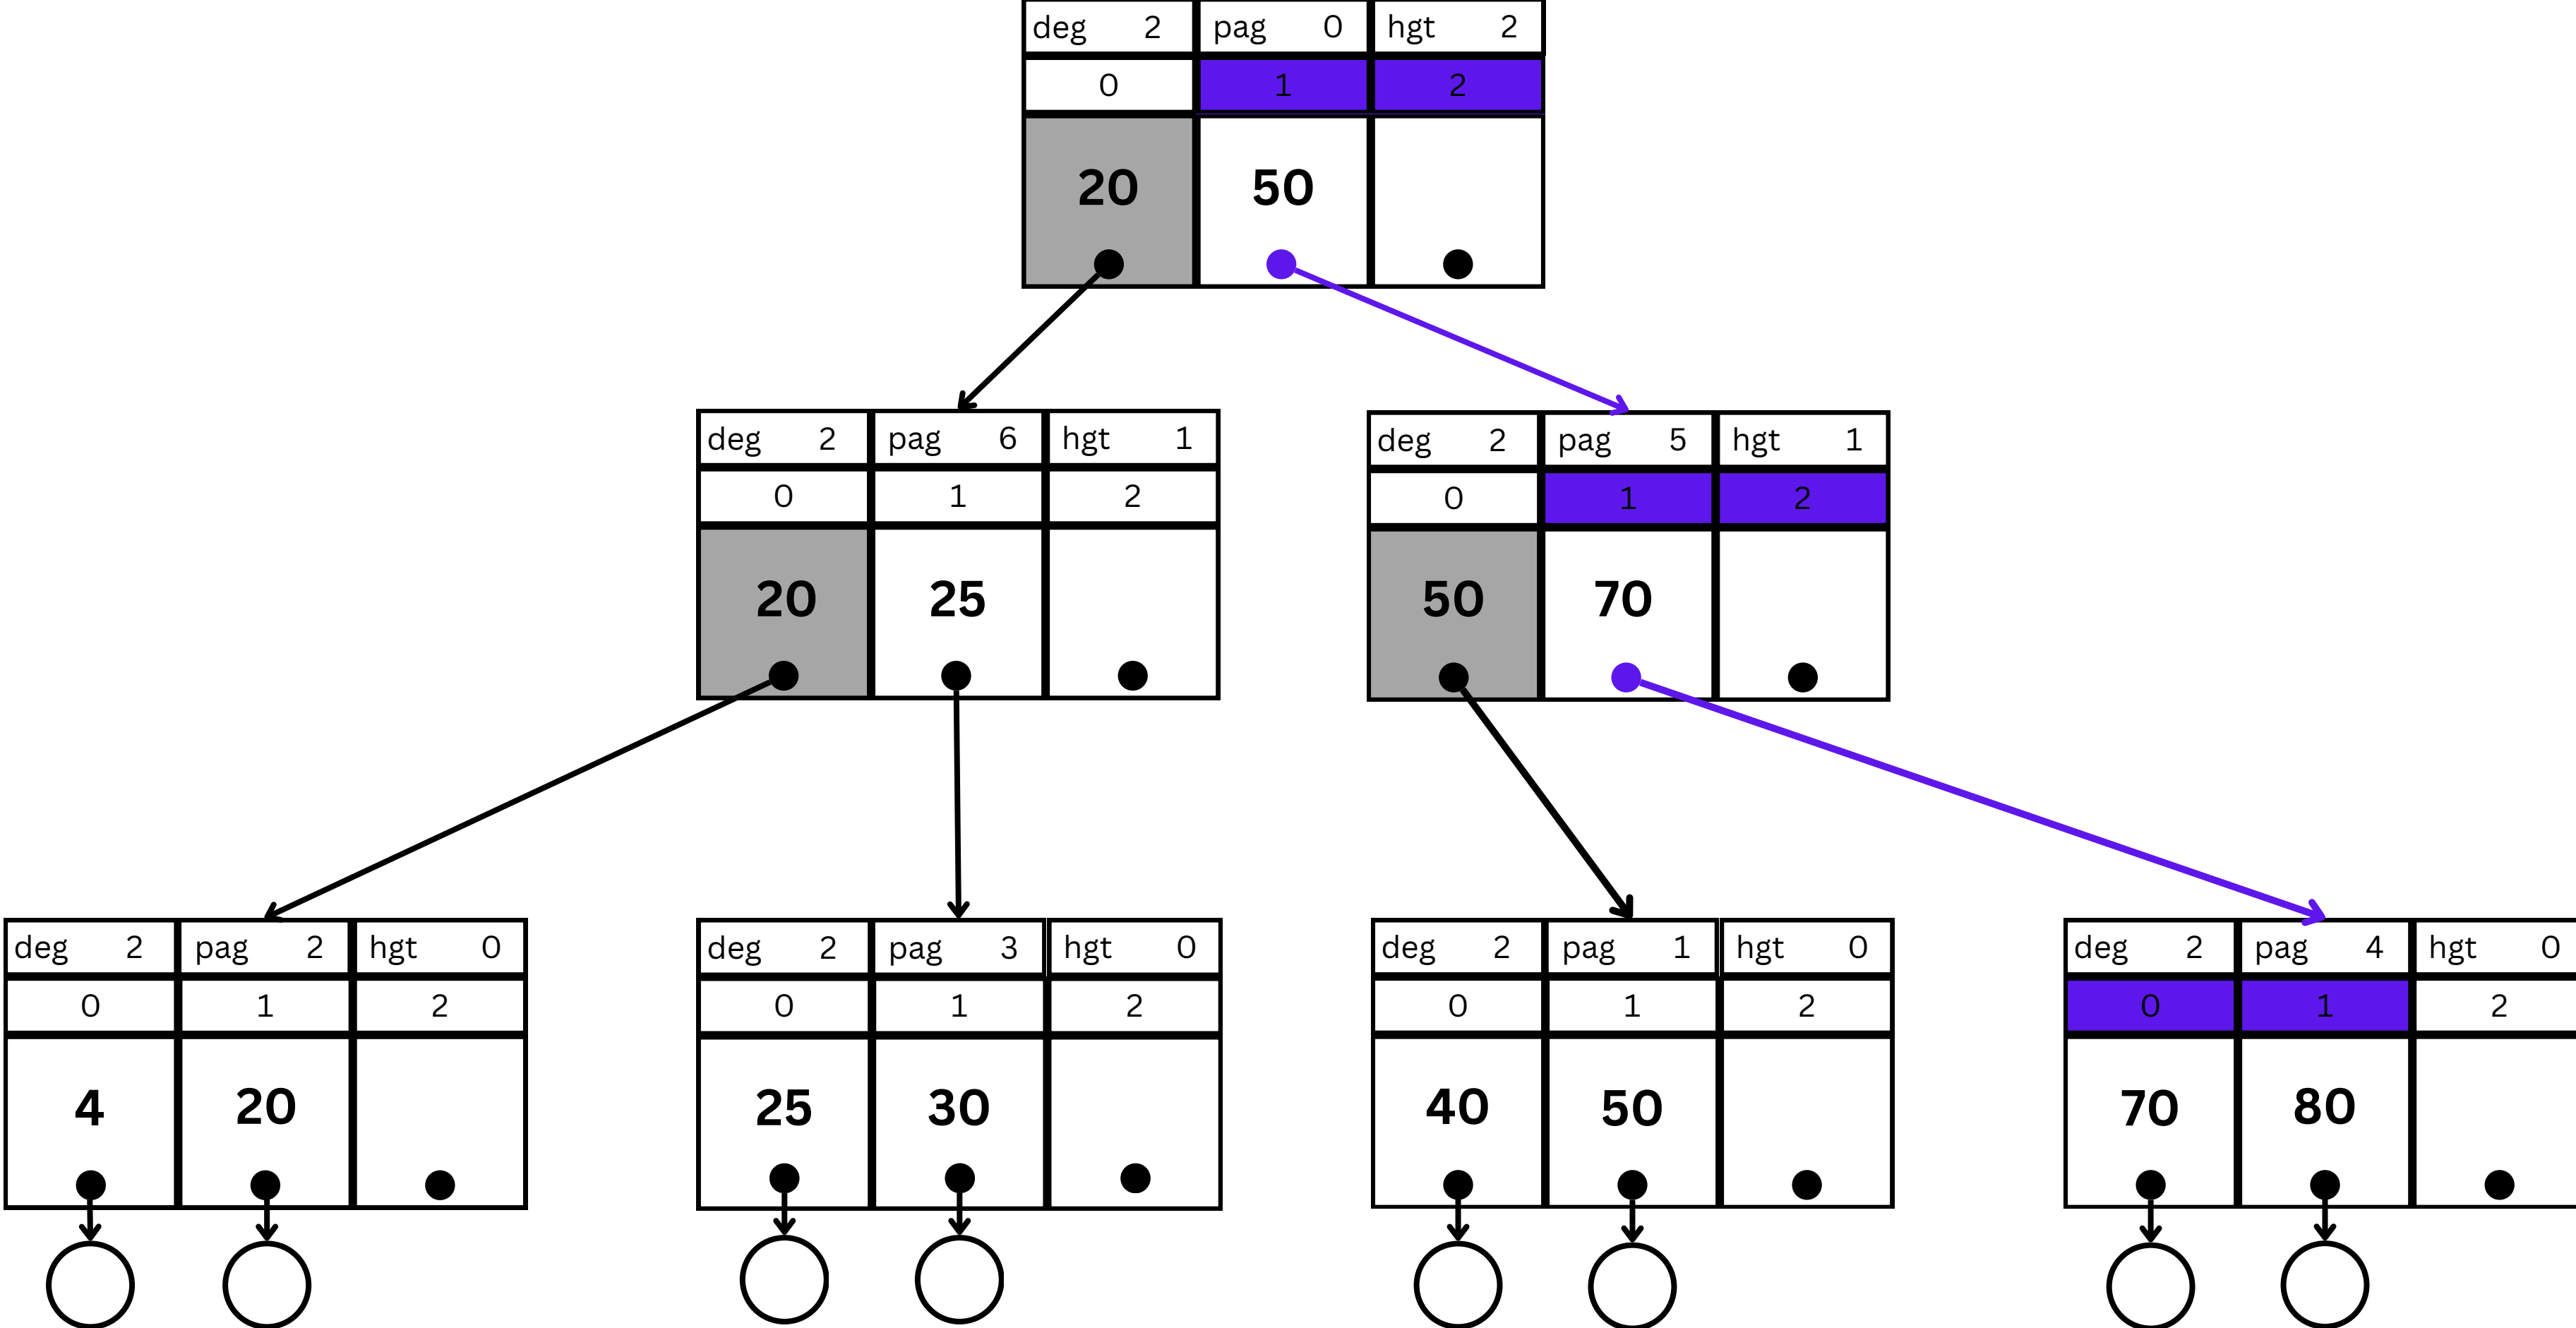 deg 2 pag 0 hgt 2
0 1 2
20 50
deg 2 pag 6 hgt 1
0 1 2
20 25
deg 2 pag 5 hgt 1
0 1 2
50 70
deg 2 pag 2 hgt 0
0 1 2
4 20
deg 2 pag 3 hgt 0
0 1 2
25 30
deg 2 pag 1 hgt 0
0 1 2
40 50
deg 2 pag 4 hgt 0
0 1 2
70 80